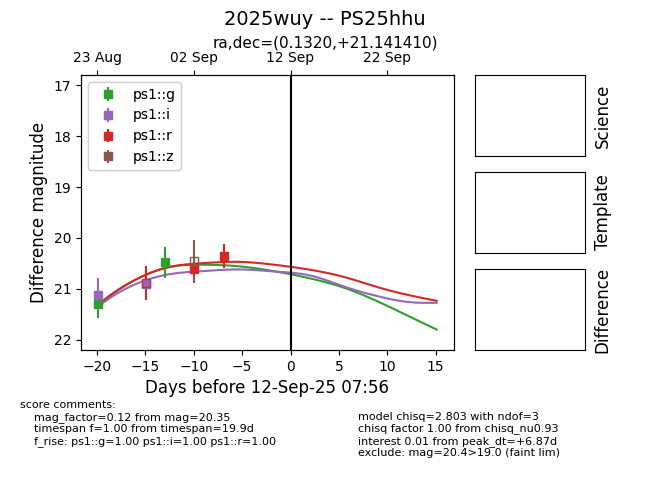 2025wuy -- PS25hhu
ra,dec=(0.1320,+21.141410)
23 Aug 02 Sep 12 Sep 22 Sep
17
18
19
20
21
22
Difference magnitude
ps1::g
ps1::i
ps1::r
ps1::z
−20 −15 −10 −5 0 5 10 15
Days before 12-Sep-25 07:56
Science
Template
Difference
score comments:
mag_factor=0.12 from mag=20.35
timespan f=1.00 from timespan=19.9d
f_rise: ps1::g=1.00 ps1::i=1.00 ps1::r=1.00
model chisq=2.803 with ndof=3
chisq factor 1.00 from chisq_nu0.93
interest 0.01 from peak_dt=+6.87d
exclude: mag=20.4>19.0 (faint lim)